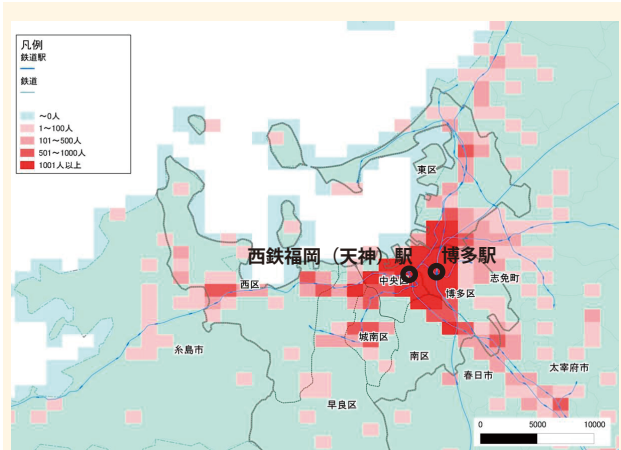 凡例
鉄道駅
鉄道
～0人
1～100人
101～500人
501～1000人
1001人以上
東区
西鉄福岡（天神）駅
博多駅
西区
中央区
博多区
志免町
糸島市
城南区
南区
春日市
太宰府市
早良区
0 5000 10000